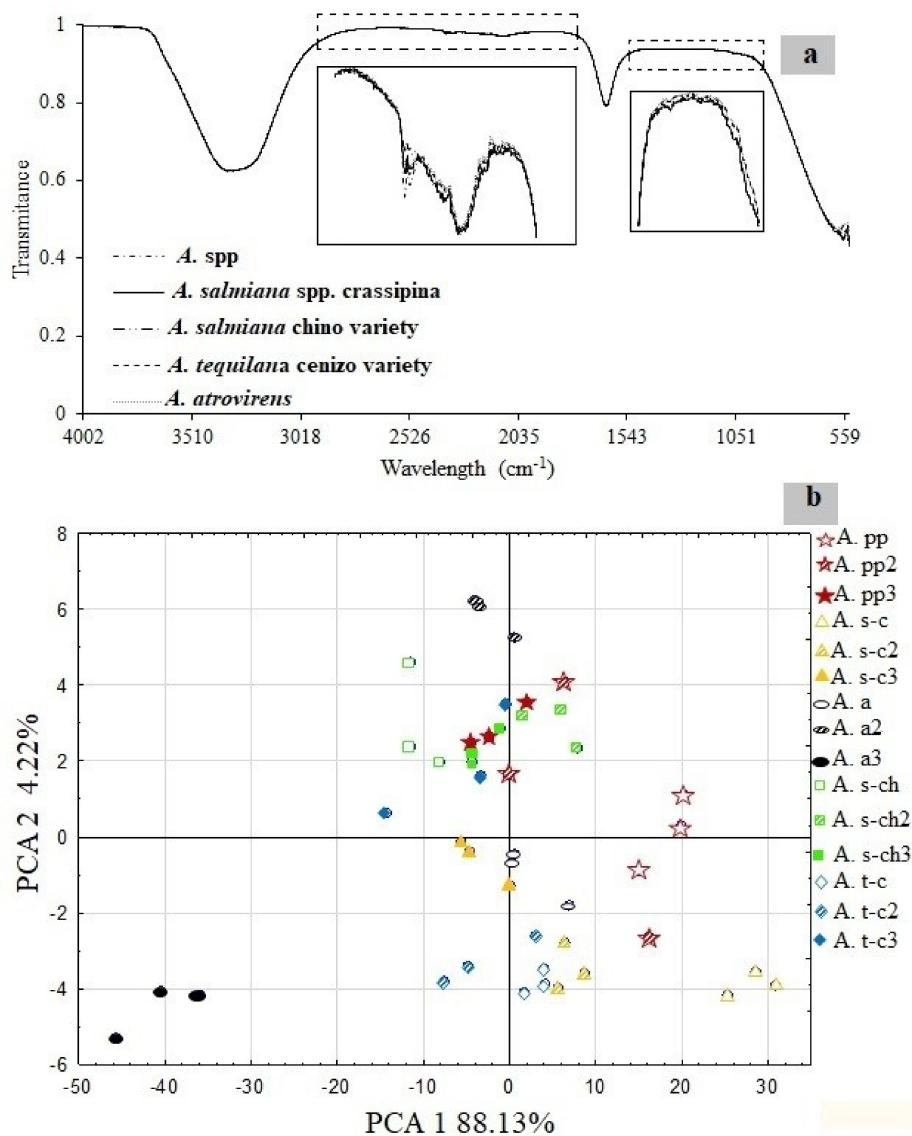 a
1
0.8
0.6
0.4
0.2
0
Transmitance
A. spp
A. salmiana spp. crassipina
A. salmiana chino variety
A. tequilana cenizo variety
A. atrovirens
4002 3510 3018 2526 2035 1543 1051 559
Wavelength (cm-1)
b
8
6
4
2
0
-2
-4
-6
PCA 2 4.22%
-50 -40 -30 -20 -10 0 10 20 30
PCA 1 88.13%
A. pp
A. pp2
A. pp3
A. s-c
A. s-c2
A. s-c3
A. a
A. a2
A. a3
A. s-ch
A. s-ch2
A. s-ch3
A. t-c
A. t-c2
A. t-c3